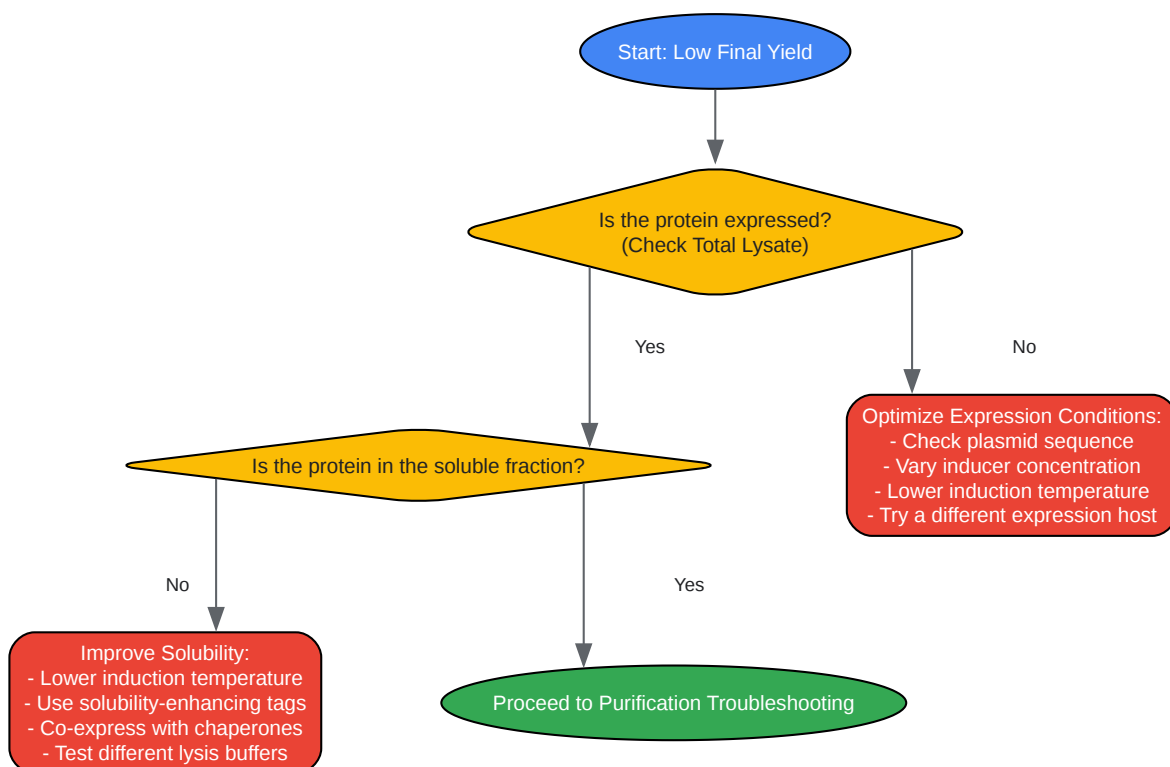 Start: Low Final Yield
Is the protein expressed?
(Check Total Lysate)
Yes
No
Optimize Expression Conditions:
- Check plasmid sequence
- Vary inducer concentration
- Lower induction temperature
- Try a different expression host
Is the protein in the soluble fraction?
No
Yes
Improve Solubility:
- Lower induction temperature
- Use solubility-enhancing tags
- Co-express with chaperones
- Test different lysis buffers
Proceed to Purification Troubleshooting